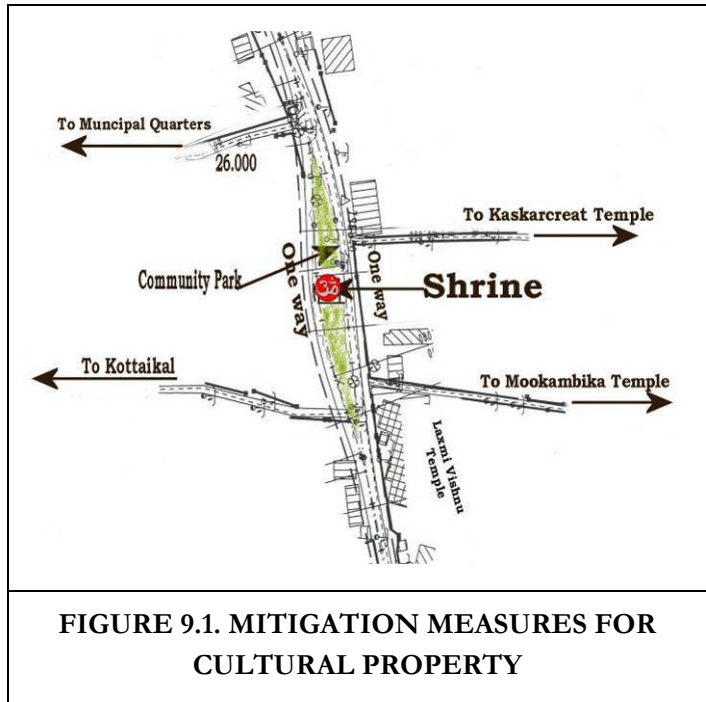 To Muncipal Quarters
26.000
To Kaskarcreat Temple
One way
One way
Community Park
ॐ
Shrine
To Kottaikal
To Mookambika Temple
Laxmi Vishnu
Temple
FIGURE 9.1. MITIGATION MEASURES FOR
CULTURAL PROPERTY